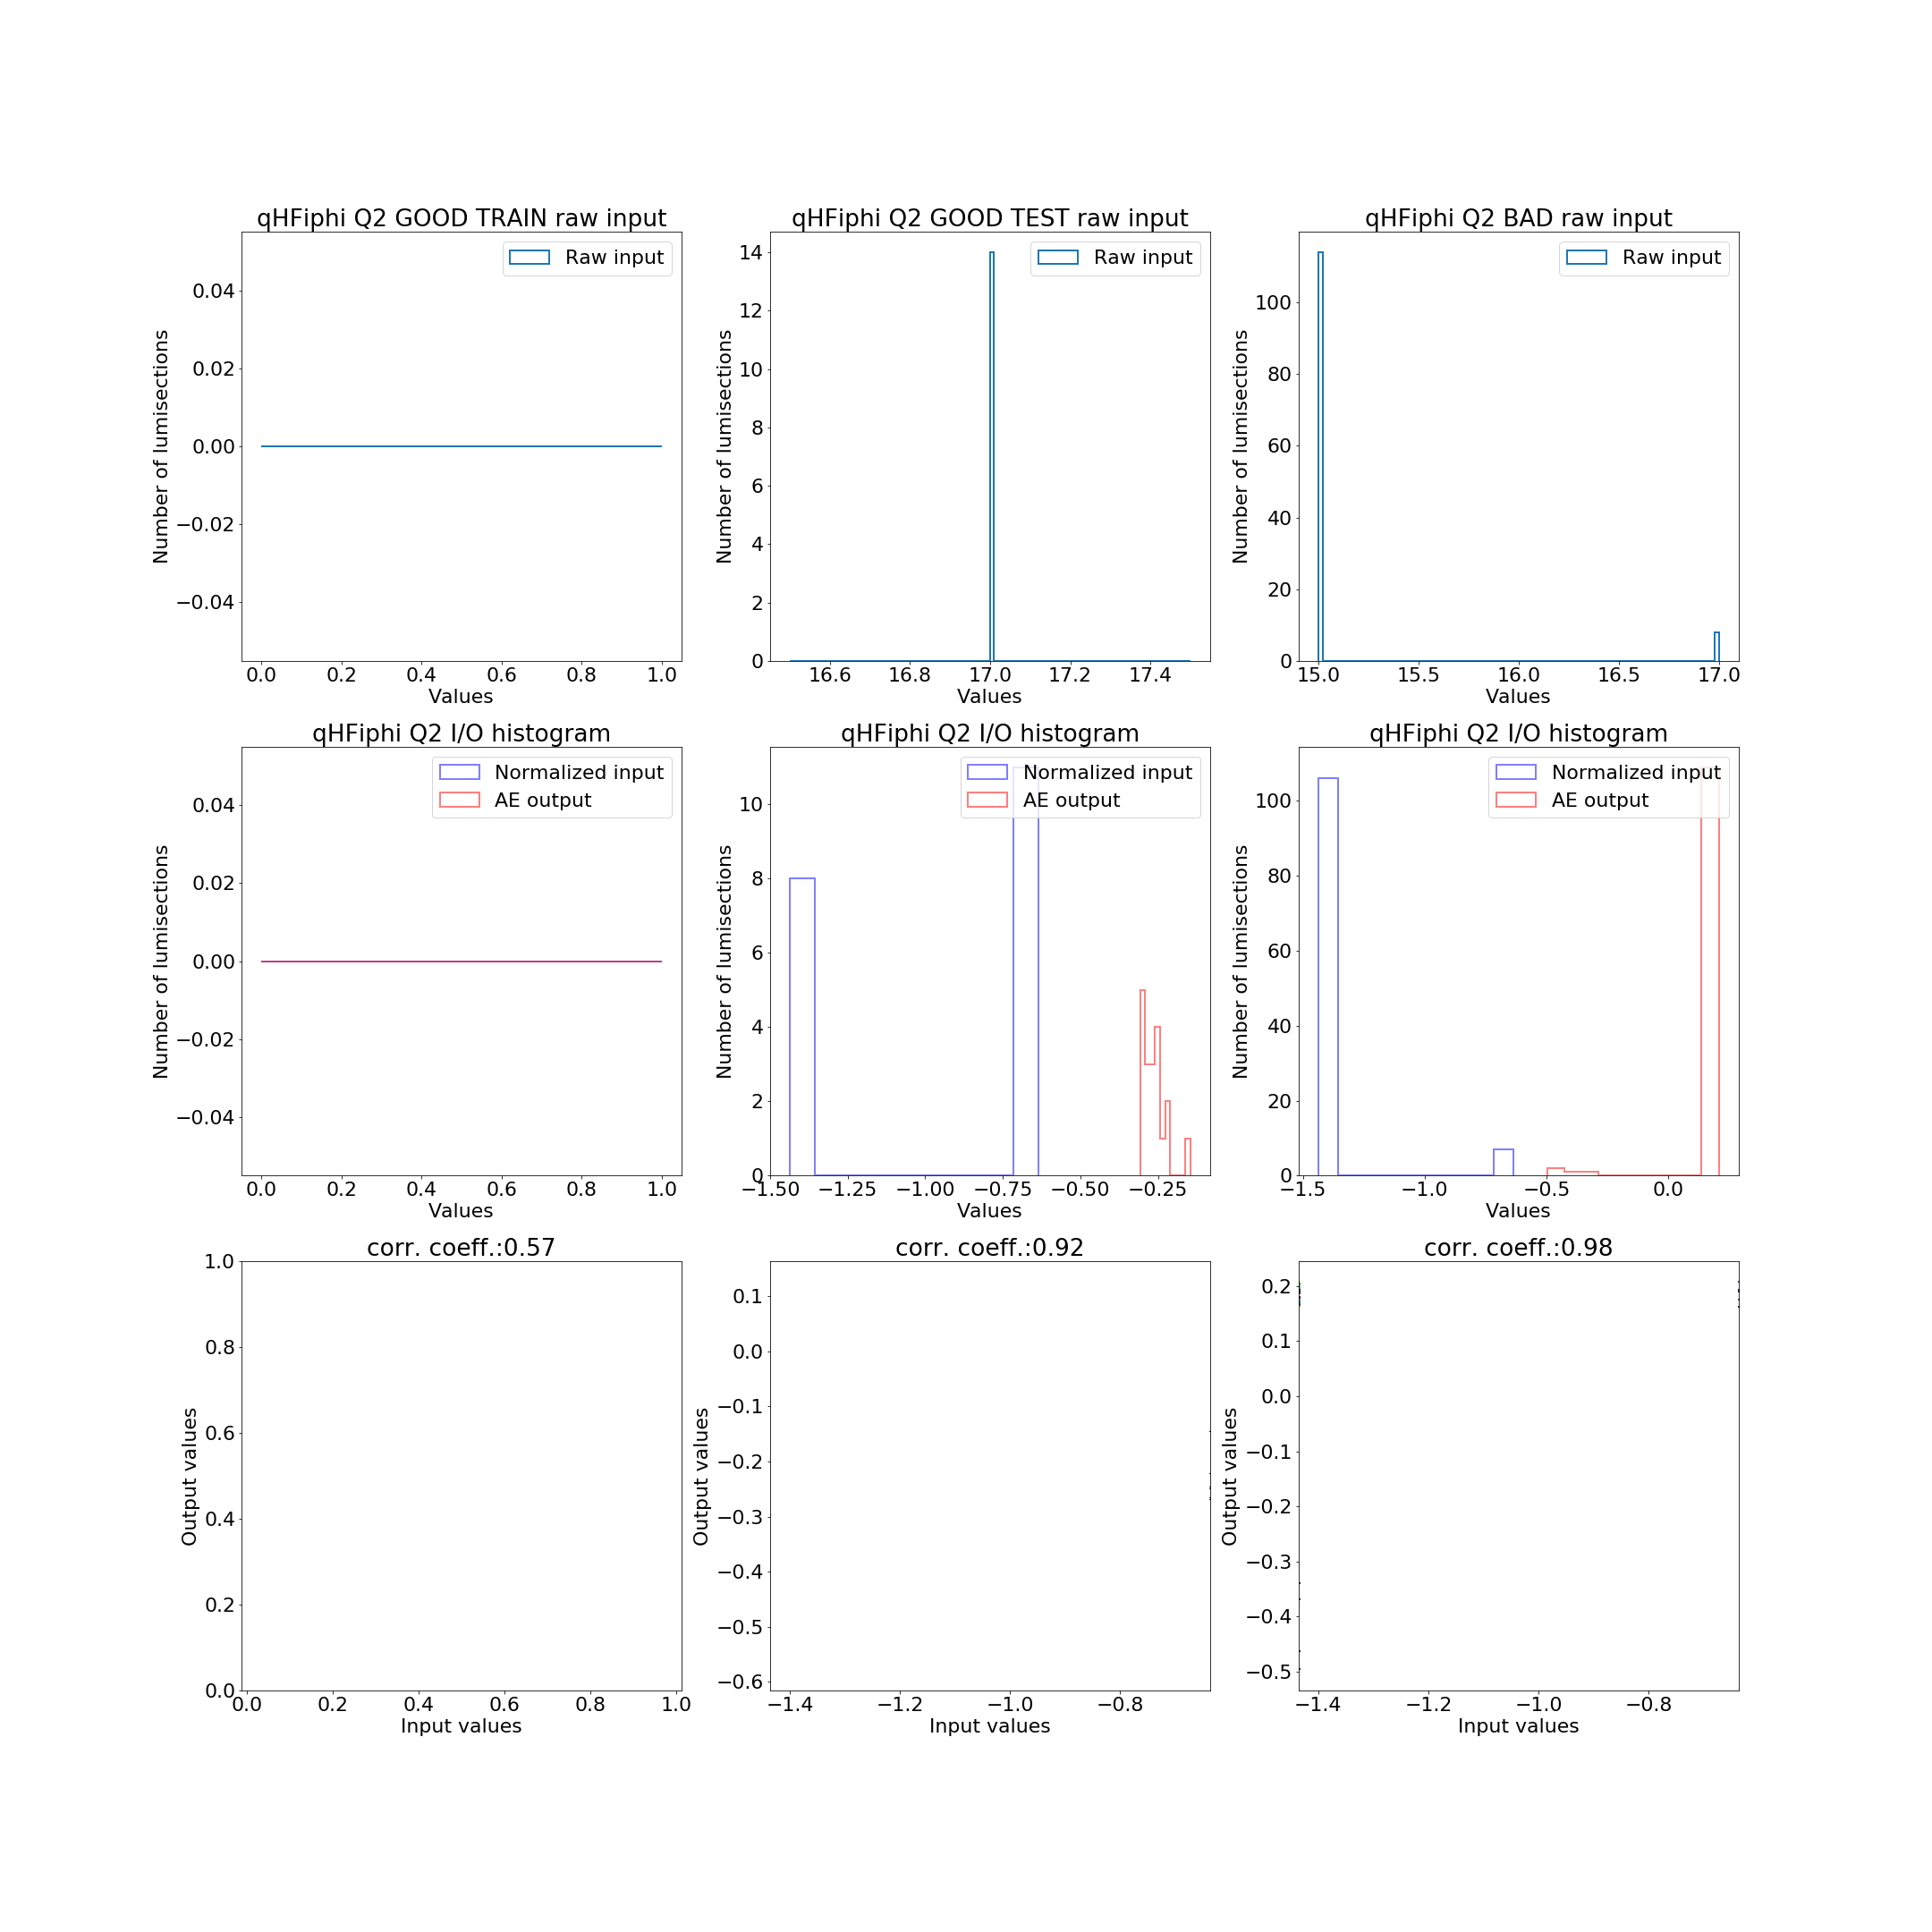 qHFiphi Q2 GOOD TRAIN raw input
Raw input
0.04
0.02
0.00
−0.02
−0.04
Number of lumisections
0.0 0.2 0.4 0.6 0.8 1.0
Values
qHFiphi Q2 GOOD TEST raw input
Raw input
14
12
10
8
6
4
2
0
Number of lumisections
16.6 16.8 17.0 17.2 17.4
Values
qHFiphi Q2 BAD raw input
Raw input
100
80
60
40
20
0
Number of lumisections
15.0 15.5 16.0 16.5 17.0
Values
qHFiphi Q2 I/O histogram
Normalized input
AE output
0.04
0.02
0.00
−0.02
−0.04
Number of lumisections
0.0 0.2 0.4 0.6 0.8 1.0
Values
qHFiphi Q2 I/O histogram
Normalized input
AE output
10
8
6
4
2
0
Number of lumisections
−1.50 −1.25 −1.00 −0.75 −0.50 −0.25
Values
qHFiphi Q2 I/O histogram
Normalized input
AE output
100
80
60
40
20
0
Number of lumisections
−1.5 −1.0 −0.5 0.0
Values
corr. coeff.:0.57
1.0
0.8
0.6
0.4
0.2
0.0
Output values
0.0 0.2 0.4 0.6 0.8 1.0
Input values
corr. coeff.:0.92
0.1
0.0
−0.1
−0.2
−0.3
−0.4
−0.5
−0.6
Output values
−1.4 −1.2 −1.0 −0.8
Input values
corr. coeff.:0.98
0.2
0.1
0.0
−0.1
−0.2
−0.3
−0.4
−0.5
Output values
−1.4 −1.2 −1.0 −0.8
Input values